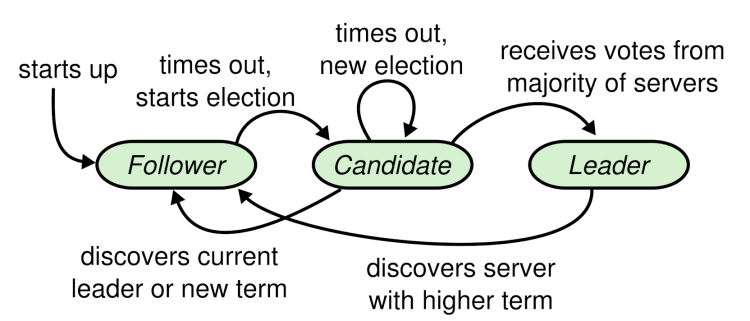 starts up
times out,
starts election
times out,
new election
receives votes from
majority of servers
Follower
Candidate
Leader
discovers current
leader or new term
discovers server
with higher term